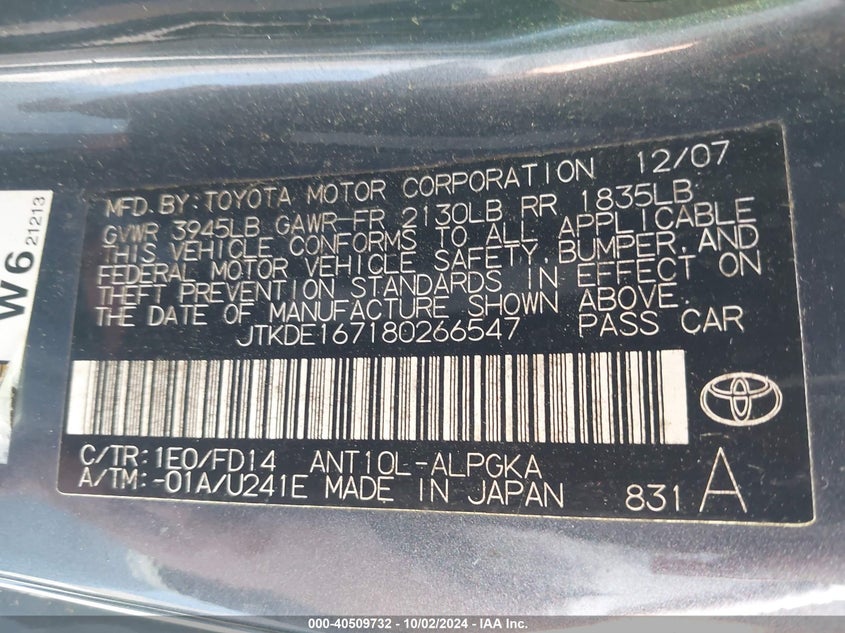 W6
21213
MFD. BY: TOYOTA MOTOR CORPORATION 12/07
GVWR 3945LB GAWR-FR 2130LB RR 1835LB
THIS VEHICLE CONFORMS TO ALL APPLICABLE
FEDERAL MOTOR VEHICLE SAFETY, BUMPER, AND
THEFT PREVENTION STANDARDS IN EFFECT ON
THE DATE OF MANUFACTURE SHOWN ABOVE.
JTKDE167180266547 PASS CAR
C/TR: 1E0/FD14 ANT10L-ALPGKA
A/TM: -01A/U241E MADE IN JAPAN 831 A
000-40509732 - 10/02/2024 - IAA Inc.